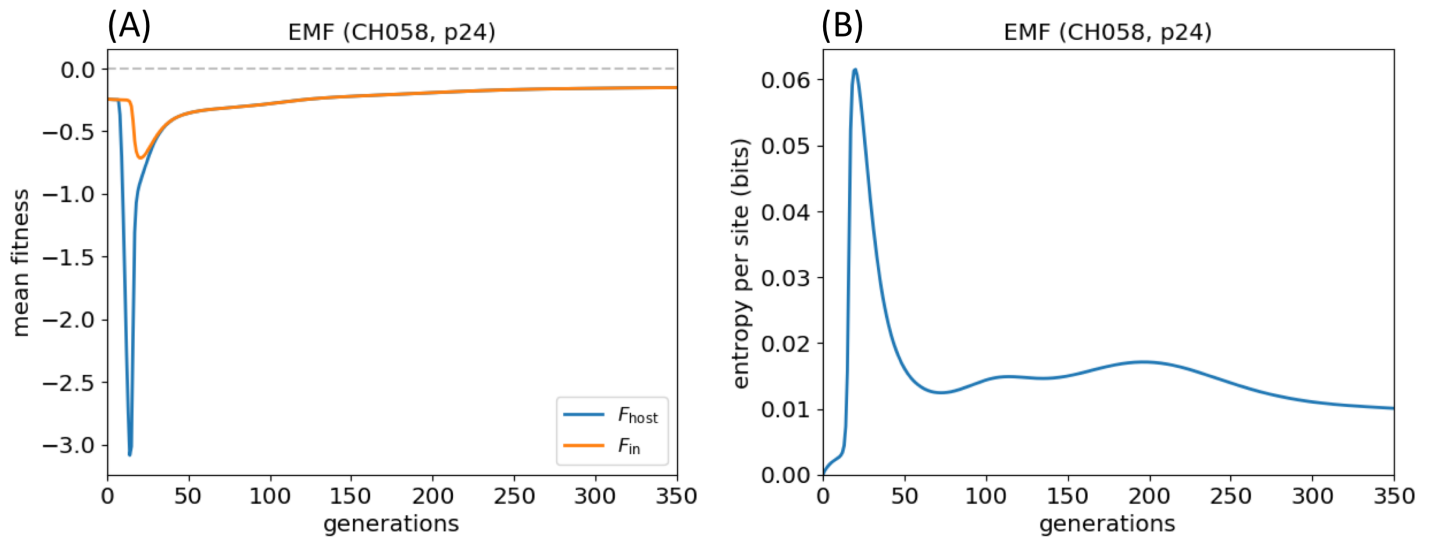 (A)
EMF (CH058, p24)
mean fitness
0.0
−0.5
−1.0
−1.5
−2.0
−2.5
−3.0
0 50 100 150 200 250 300 350
generations
F_host
F_in
(B)
EMF (CH058, p24)
entropy per site (bits)
0.06
0.05
0.04
0.03
0.02
0.01
0.00
0 50 100 150 200 250 300 350
generations